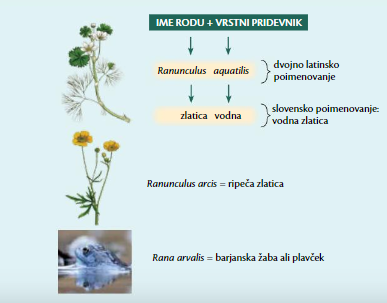 IME RODU + VRSTNI PRIDEVNIK
Ranunculus aquatilis
dvojno latinsko
poimenovanje
zlatica vodna
slovensko poimenovanje:
vodna zlatica
Ranunculus arcis = ripeča zlatica
Rana arvalis = barjanska žaba ali plavček